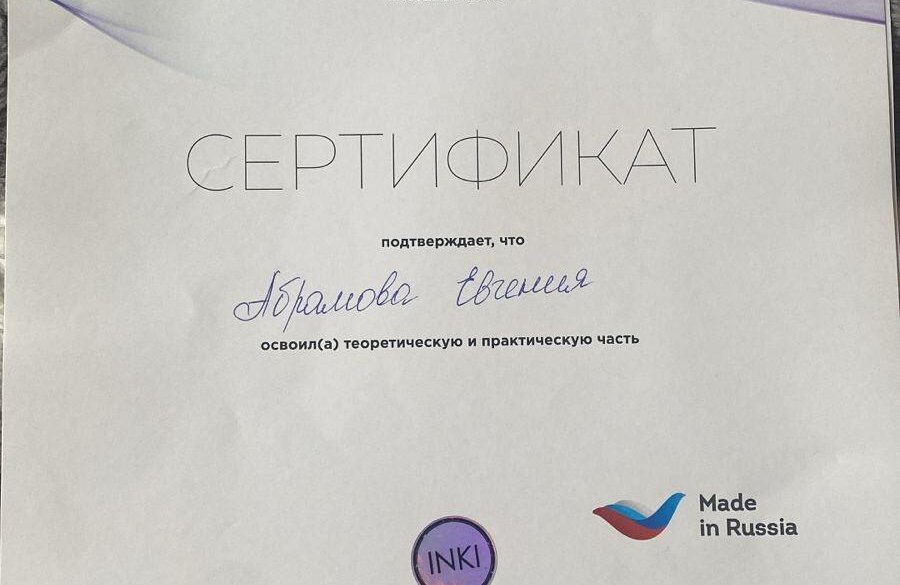 СЕРТИФИКАТ
подтверждает, что
Абрамова Евгения
освоил(а) теоретическую и практическую часть
Made
in Russia
INKI